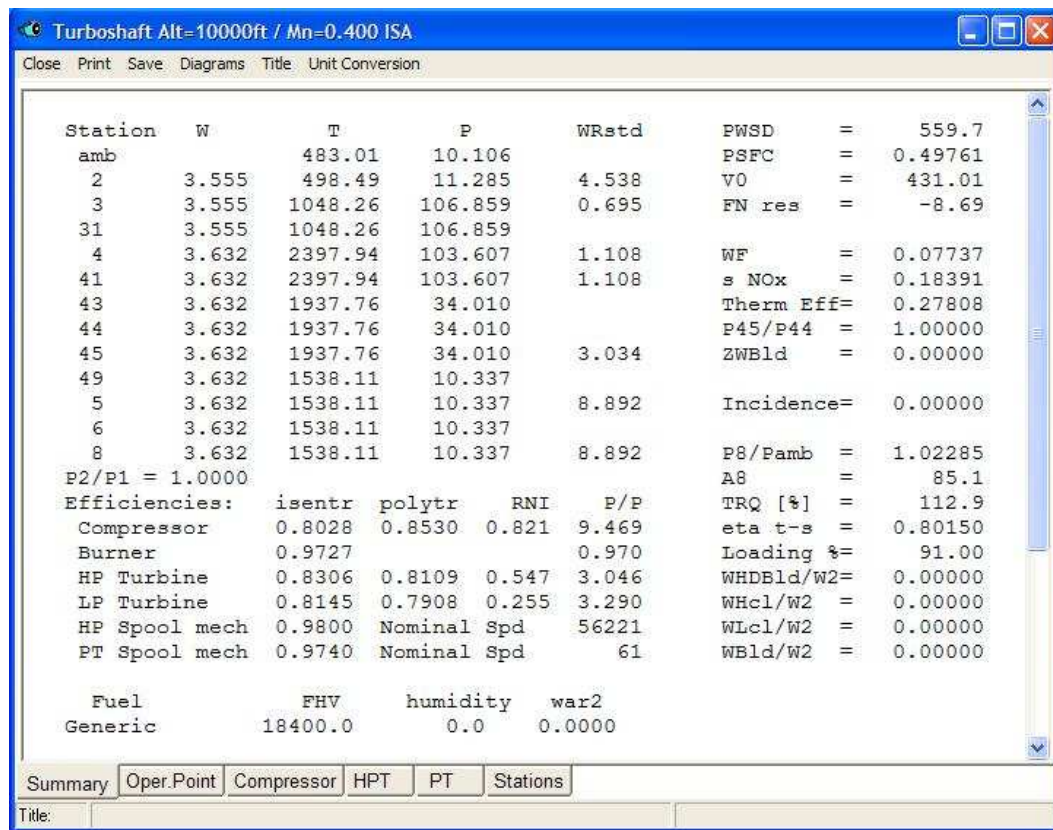 Turboshaft Alt=10000ft / Mn=0.400 ISA
Close Print Save Diagrams Title Unit Conversion
Station W T P WRstd PWSD = 559.7
amb 483.01 10.106 PSFC = 0.49761
2 3.555 498.49 11.285 4.538 V0 = 431.01
3 3.555 1048.26 106.859 0.695 FN res = -8.69
31 3.555 1048.26 106.859
4 3.632 2397.94 103.607 1.108 WF = 0.07737
41 3.632 2397.94 103.607 1.108 s NOx = 0.18391
43 3.632 1937.76 34.010 Therm Eff= 0.27808
44 3.632 1937.76 34.010 P45/P44 = 1.00000
45 3.632 1937.76 34.010 3.034 ZWBld = 0.00000
49 3.632 1538.11 10.337
5 3.632 1538.11 10.337 8.892 Incidence= 0.00000
6 3.632 1538.11 10.337
8 3.632 1538.11 10.337 8.892 P8/Pamb = 1.02285
P2/P1 = 1.0000 A8 = 85.1
Efficiencies: isentr polytr RNI P/P TRQ [%] = 112.9
Compressor 0.8028 0.8530 0.821 9.469 eta t-s = 0.80150
Burner 0.9727 0.970 Loading %= 91.00
HP Turbine 0.8306 0.8109 0.547 3.046 WHDBld/W2= 0.00000
LP Turbine 0.8145 0.7908 0.255 3.290 WHcl/W2 = 0.00000
HP Spool mech 0.9800 Nominal Spd 56221 WLcl/W2 = 0.00000
PT Spool mech 0.9740 Nominal Spd 61 WBld/W2 = 0.00000
Fuel FHV humidity war2
Generic 18400.0 0.0 0.0000
Summary Oper.Point Compressor HPT PT Stations
Title: